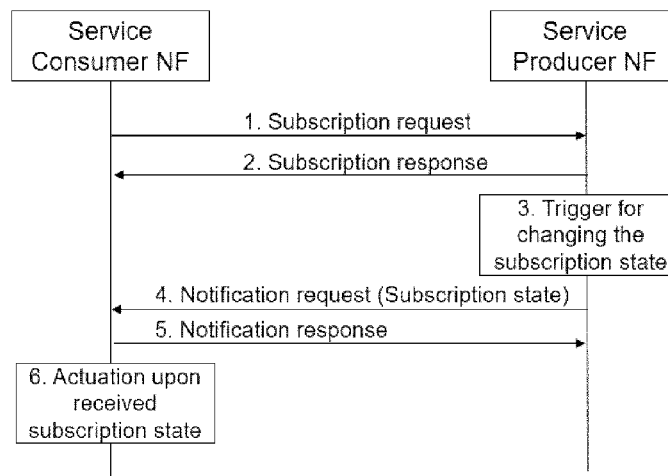 Service
Consumer NF
Service
Producer NF
1. Subscription request
2. Subscription response
3. Trigger for
changing the
subscription state
4. Notification request (Subscription state)
5. Notification response
6. Actuation upon
received
subscription state